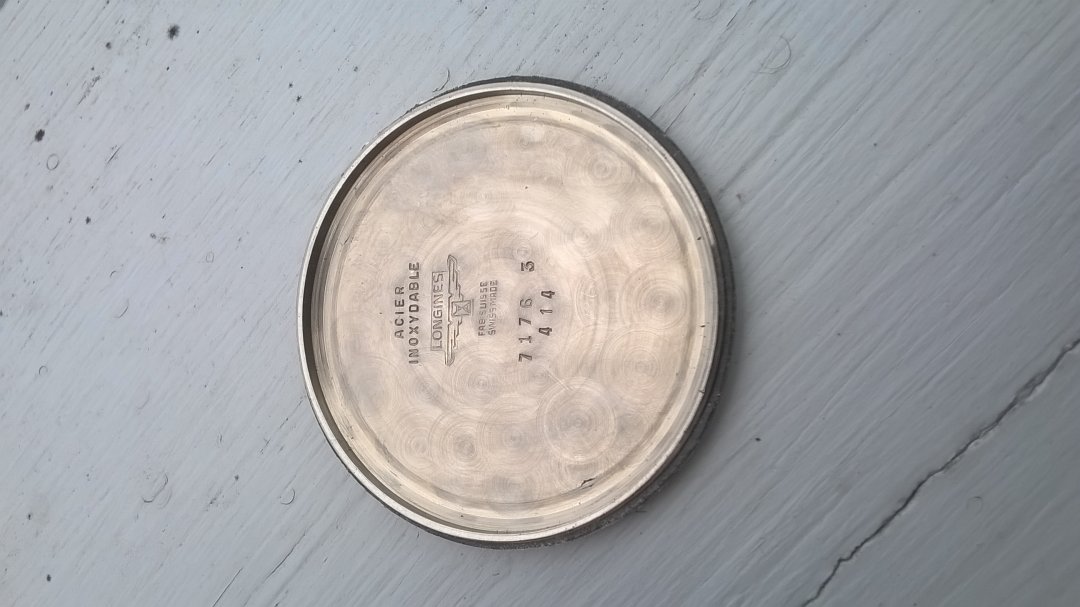 ACIER
INOXYDABLE
LONGINES
FAB. SUISSE
SWISS MADE
7176 3
414